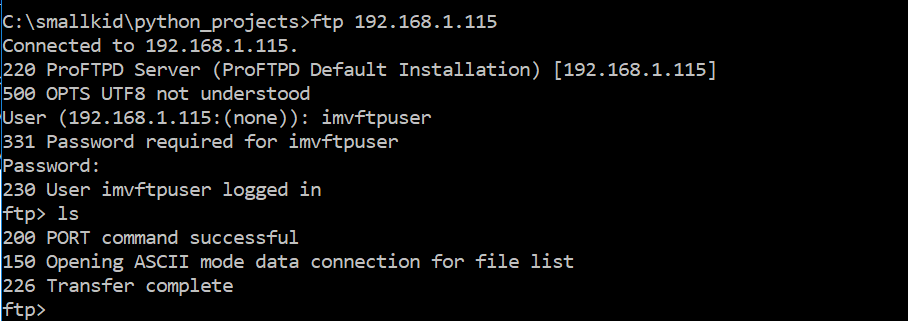 C:\smallkid\python_projects>ftp 192.168.1.115
Connected to 192.168.1.115.
220 ProFTPD Server (ProFTPD Default Installation) [192.168.1.115]
500 OPTS UTF8 not understood
User (192.168.1.115:(none)): imvftpuser
331 Password required for imvftpuser
Password:
230 User imvftpuser logged in
ftp> ls
200 PORT command successful
150 Opening ASCII mode data connection for file list
226 Transfer complete
ftp>